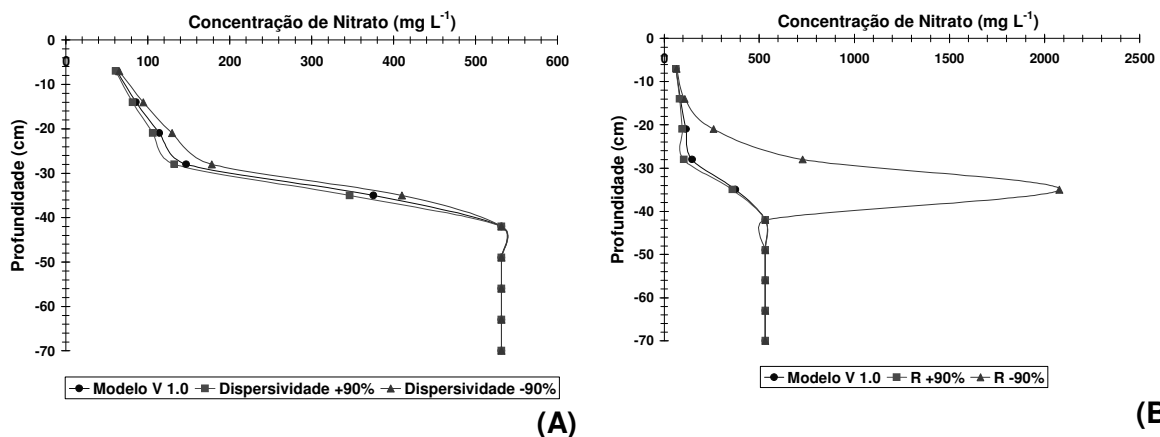 Concentração de Nitrato (mg L⁻¹)
0 100 200 300 400 500 600
0
-10
-20
-30
-40
-50
-60
-70
Profundidade (cm)
Modelo V 1.0 Dispersividade +90% Dispersividade -90%
(A)
Concentração de Nitrato (mg L⁻¹)
0 500 1000 1500 2000 2500
0
-10
-20
-30
-40
-50
-60
-70
Profundidade (cm)
Modelo V 1.0 R +90% R -90%
(B